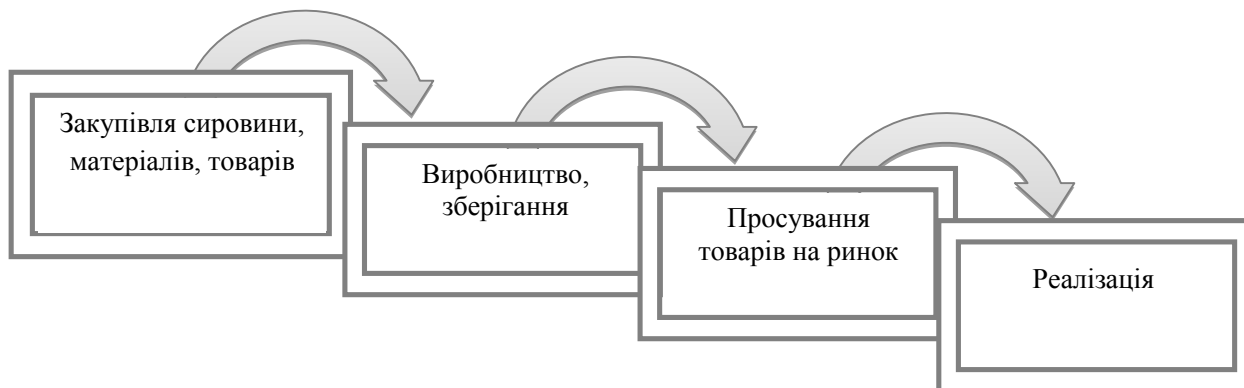 Закупівля сировини,
матеріалів, товарів
Виробництво,
зберігання
Просування
товарів на ринок
Реалізація